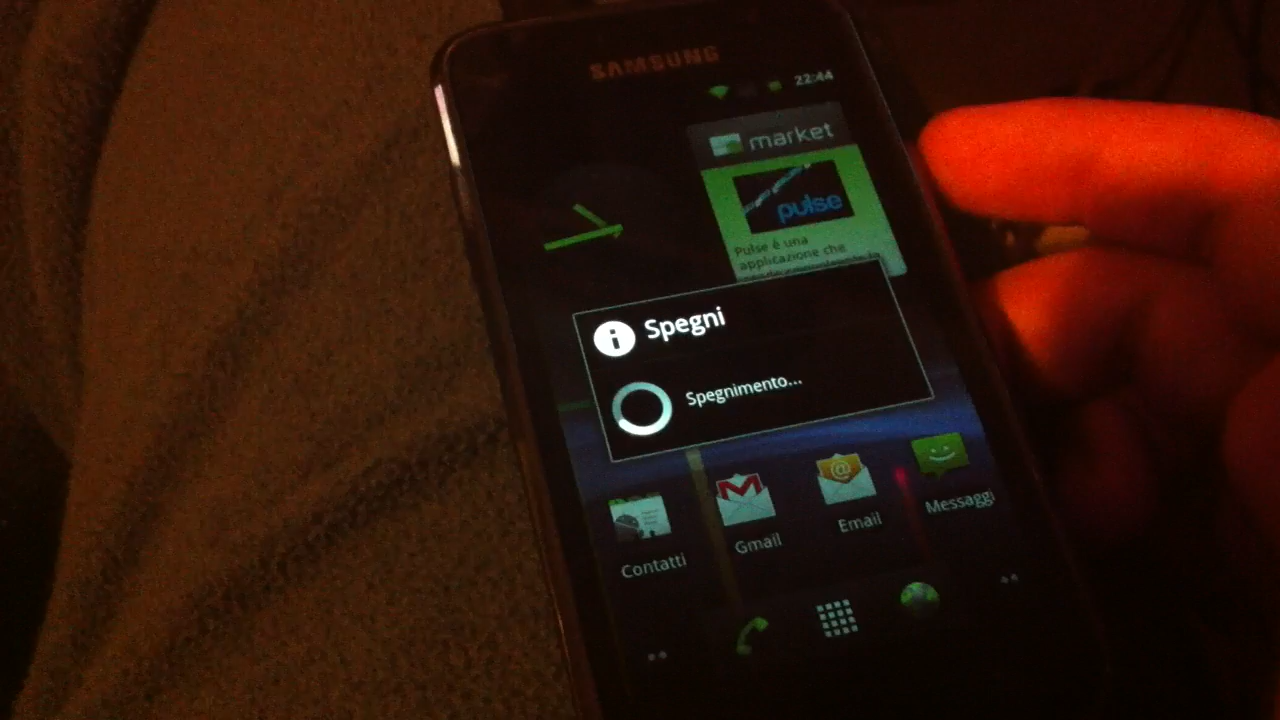 SAMSUNG
22:44
market
pulse
Pulse è una
applicazione che
Spegni
Spegnimento...
Contatti
Gmail
Email
Messaggi